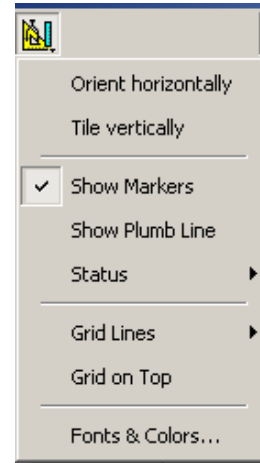 Orient horizontally
Tile vertically
Show Markers
Show Plumb Line
Status
Grid Lines
Grid on Top
Fonts & Colors...